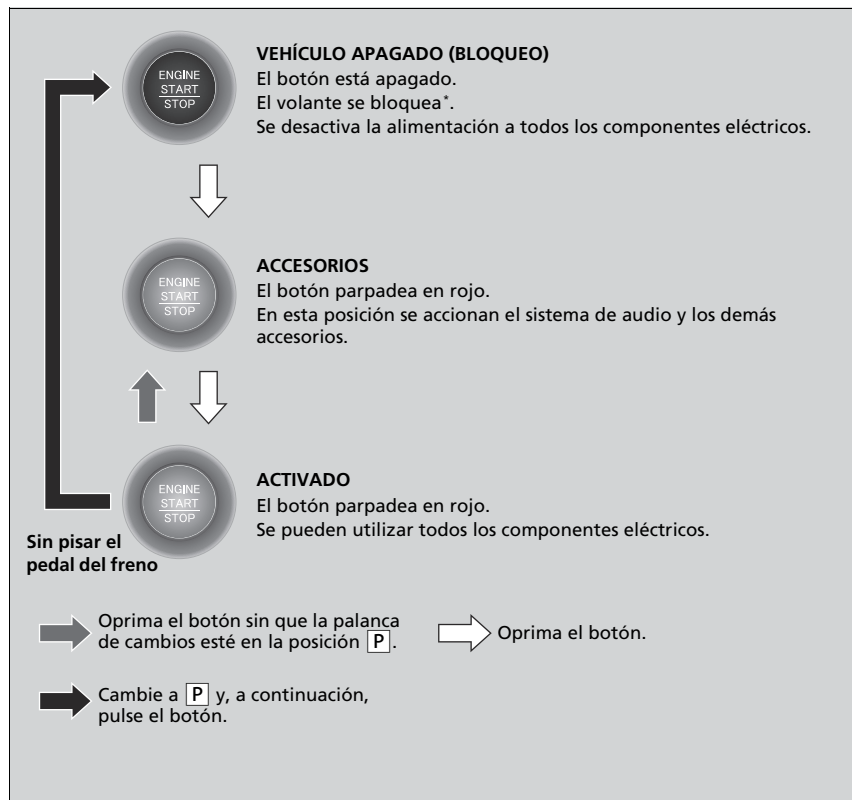 ENGINE
START
STOP
VEHÍCULO APAGADO (BLOQUEO)
El botón está apagado.
El volante se bloquea*.
Se desactiva la alimentación a todos los componentes eléctricos.
ENGINE
START
STOP
ACCESORIOS
El botón parpadea en rojo.
En esta posición se accionan el sistema de audio y los demás
accesorios.
ENGINE
START
STOP
ACTIVADO
El botón parpadea en rojo.
Se pueden utilizar todos los componentes eléctricos.
Sin pisar el
pedal del freno
Oprima el botón sin que la palanca
de cambios esté en la posición P.
Oprima el botón.
Cambie a P y, a continuación,
pulse el botón.